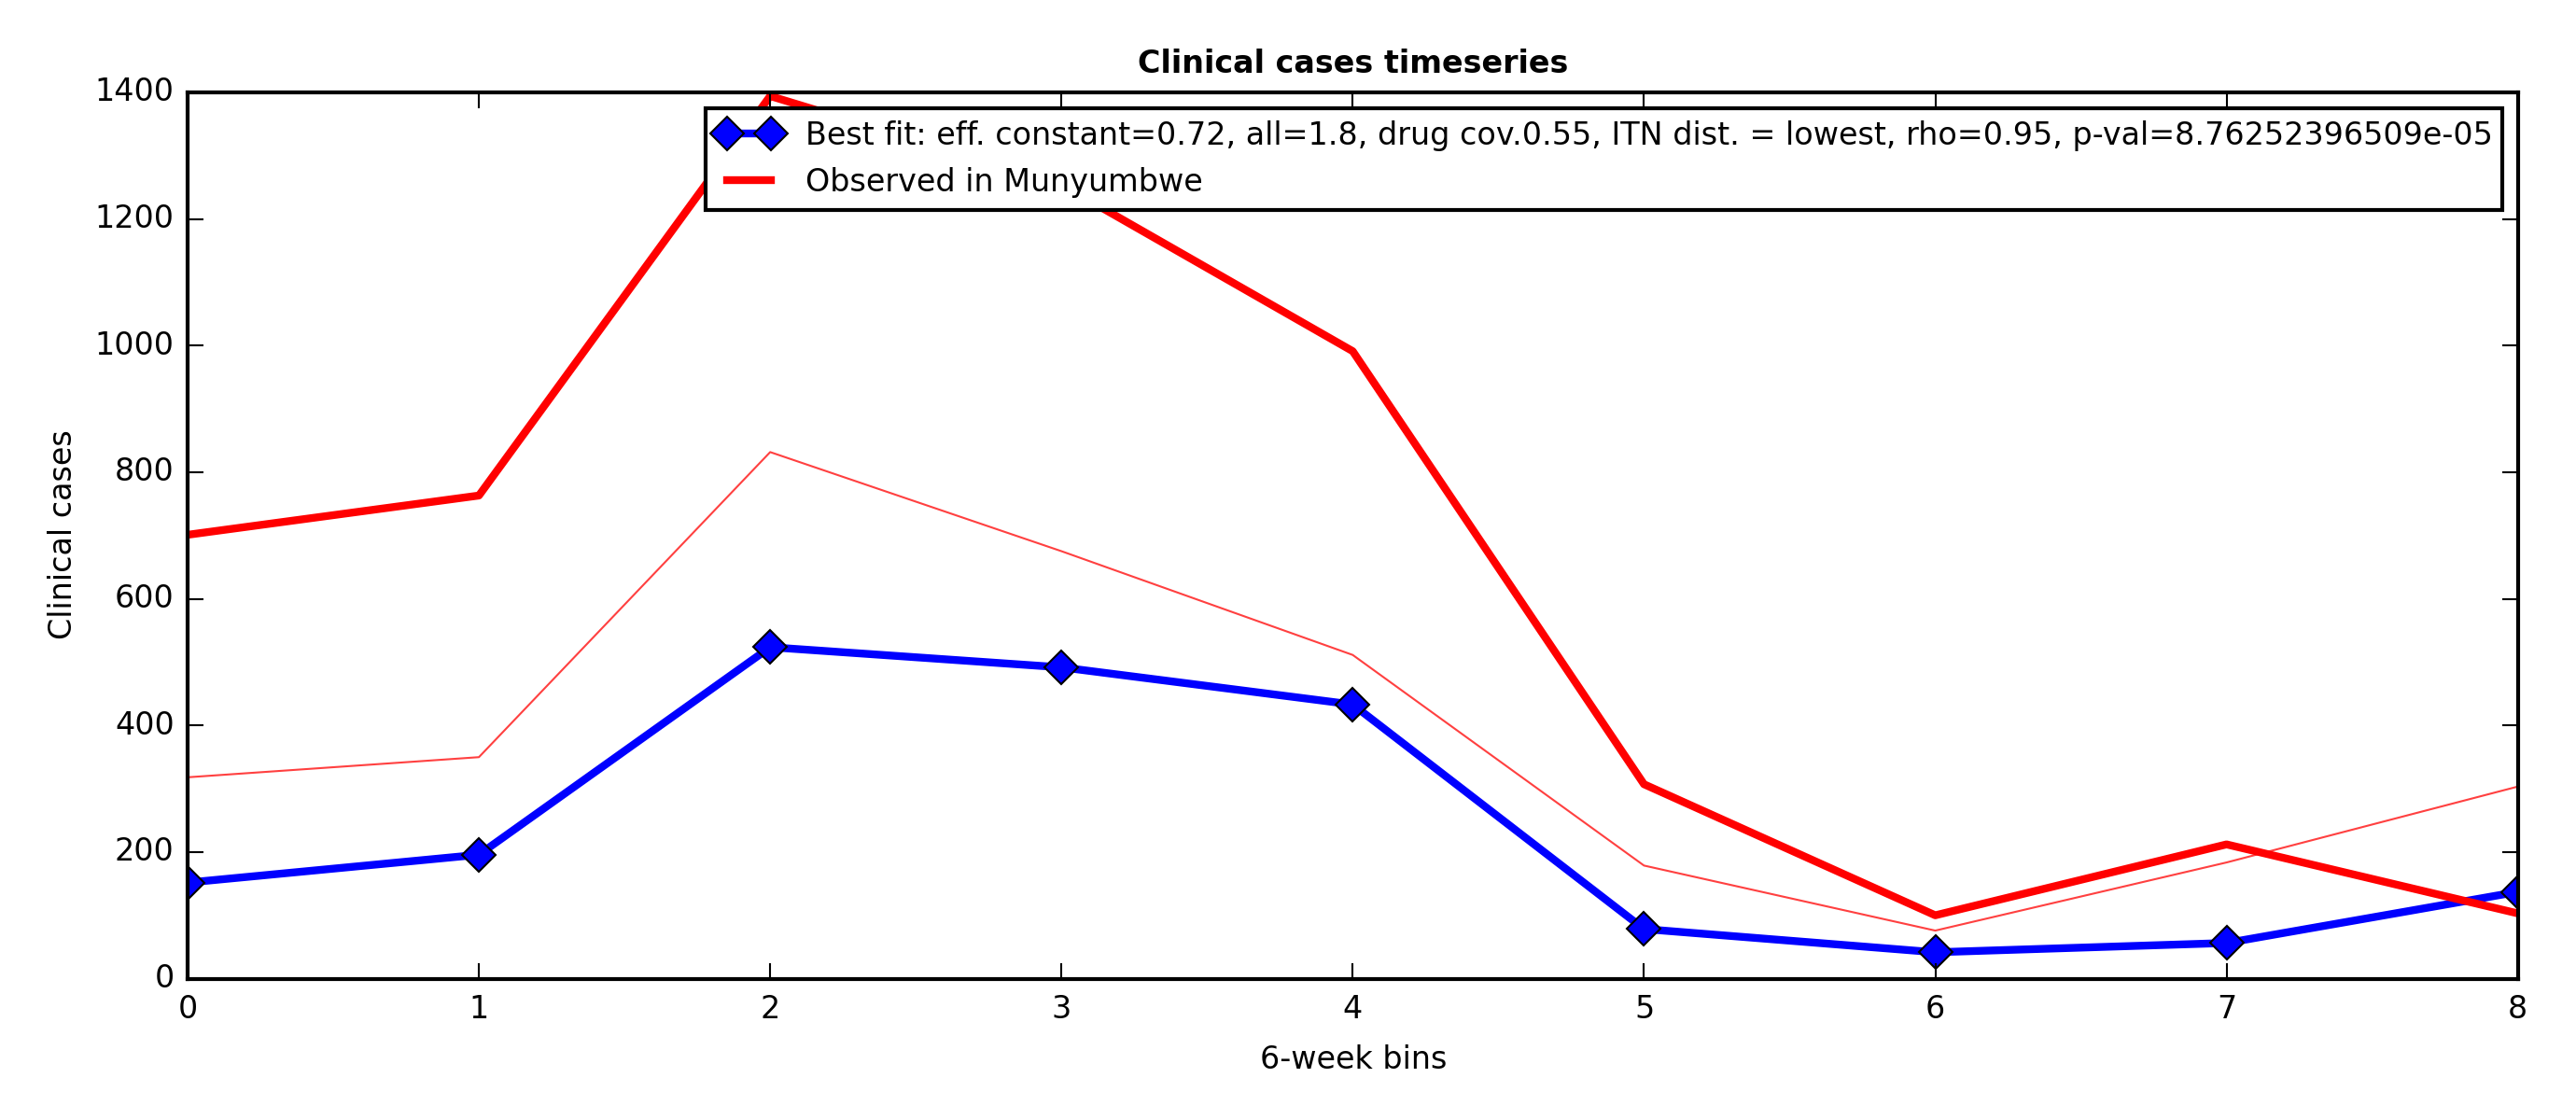 Clinical cases timeseries
1400
1200
1000
800
600
400
200
0
Clinical cases
Best fit: eff. constant=0.72, all=1.8, drug cov.0.55, ITN dist. = lowest, rho=0.95, p-val=8.76252396509e-05
Observed in Munyumbwe
0 1 2 3 4 5 6 7 8
6-week bins